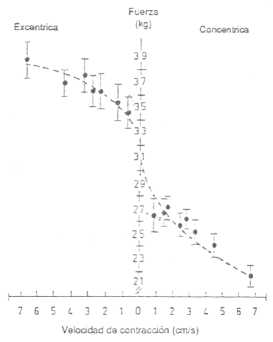 Fuerza
(kg)
Excentrica
Concentrica
39
37
35
33
31
29
27
25
23
21
7 6 5 4 3 2 1 0 1 2 3 4 5 6 7
Velocidad de contracción (cm/s)